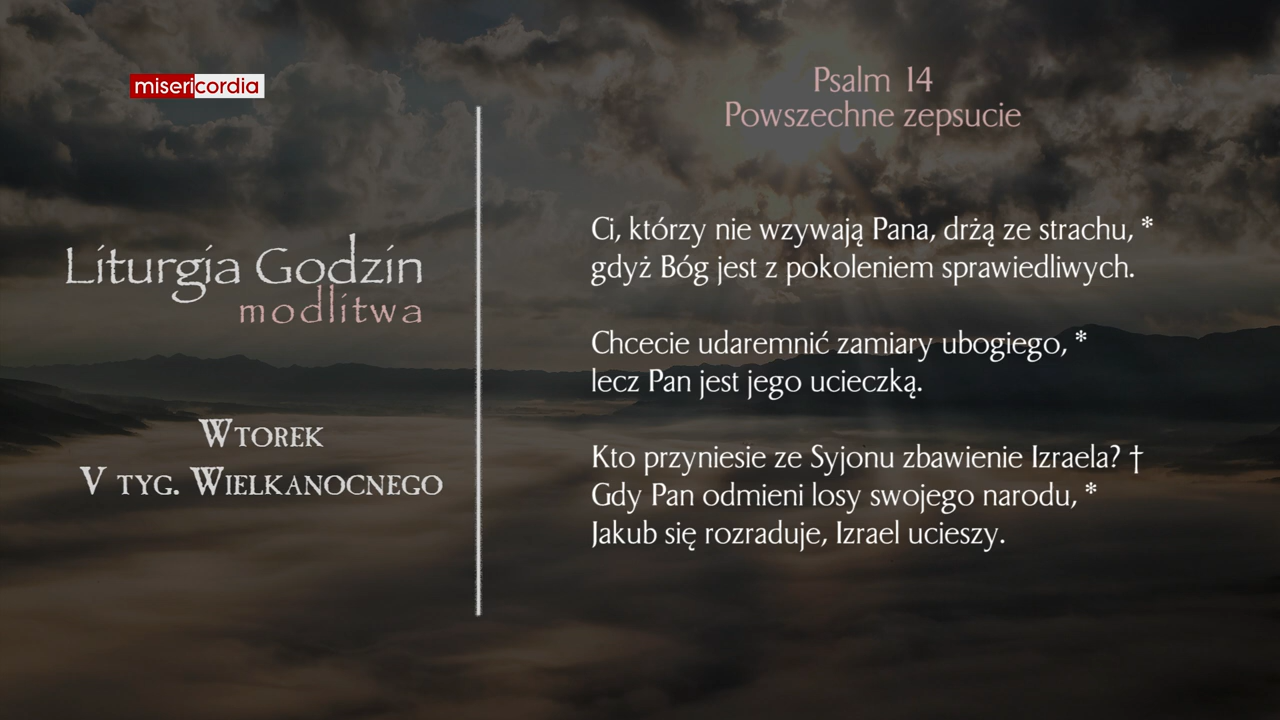 misericordia
Liturgia Godzin
modlitwa
Wtorek
V tyg. Wielkanocnego
Psalm 14
Powszechne zepsucie
Ci, którzy nie wzywają Pana, drżą ze strachu, *
gdyż Bóg jest z pokoleniem sprawiedliwych.
Chcecie udaremnić zamiary ubogiego, *
lecz Pan jest jego ucieczką.
Kto przyniesie ze Syjonu zbawienie Izraela? †
Gdy Pan odmieni losy swojego narodu, *
Jakub się rozraduje, Izrael ucieszy.